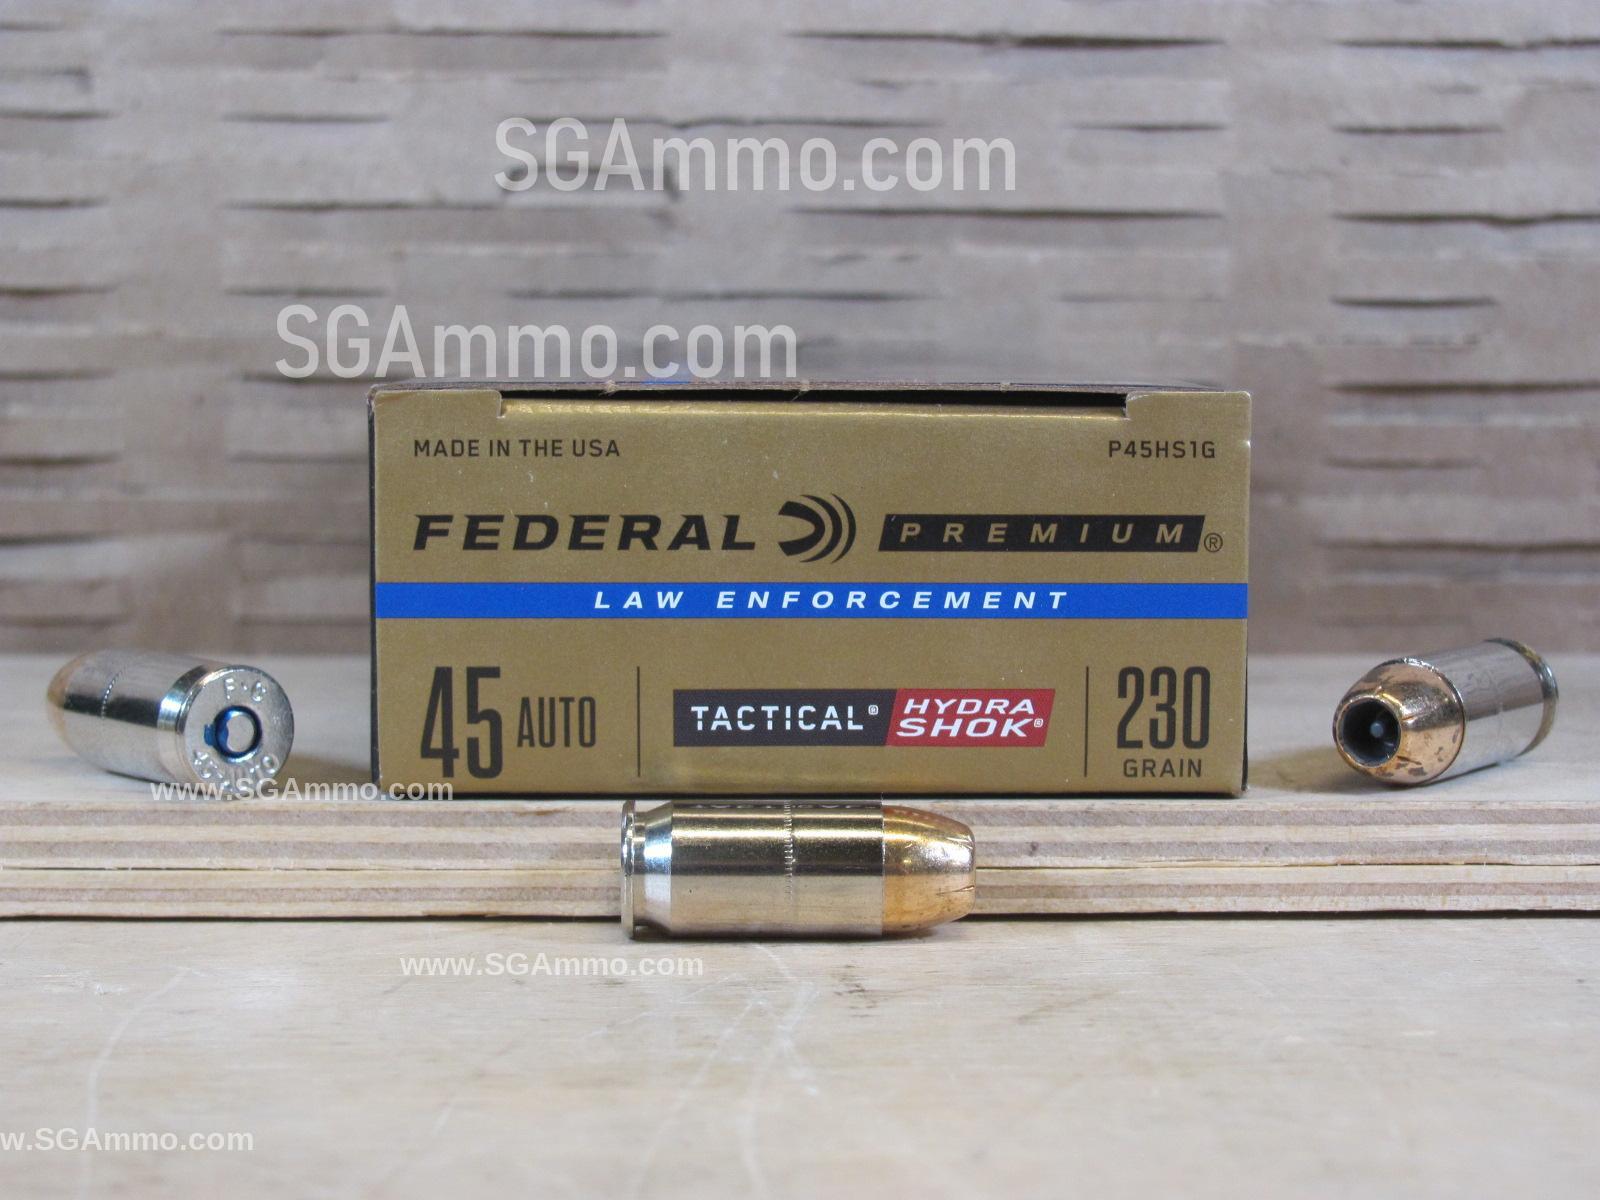 SGAmmo.com
SGAmmo.com
MADE IN THE USA
P45HS1G
FEDERAL PREMIUM®
LAW ENFORCEMENT
45 AUTO
TACTICAL® HYDRA SHOK®
230 GRAIN
F·C
www.SGAmmo.com
www.SGAmmo.com
w.SGAmmo.com